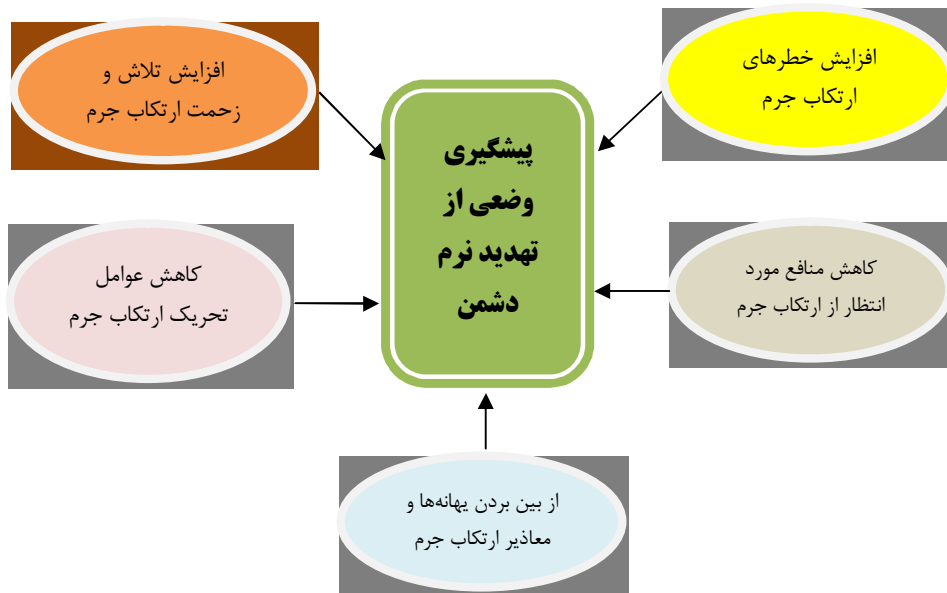 افزایش خطرهای
ارتکاب جرم
افزایش تلاش و
زحمت ارتکاب جرم
پیشگیری
وضعی از
تهدید نرم
دشمن
کاهش منافع مورد
انتظار از ارتکاب جرم
کاهش عوامل
تحریک ارتکاب جرم
از بین بردن یهانه‌ها و
معاذیر ارتکاب جرم